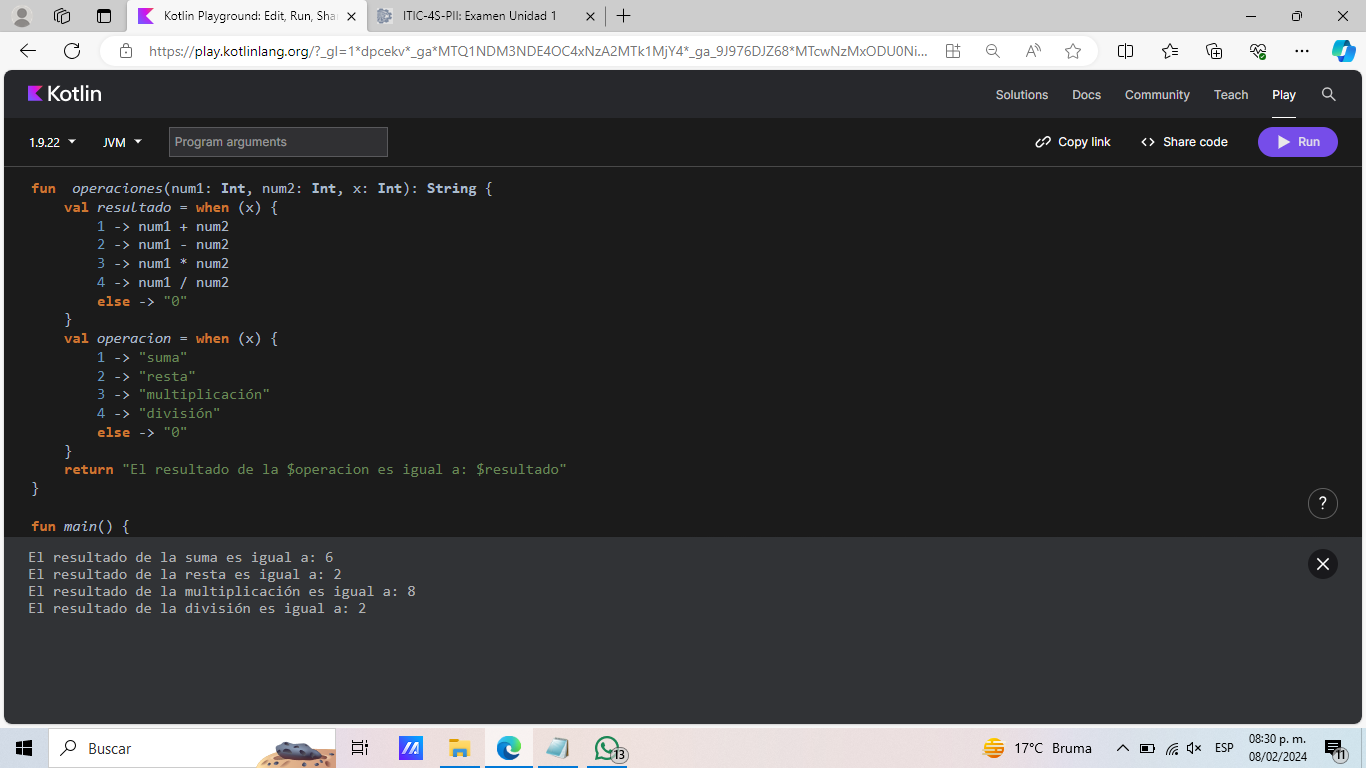 Kotlin Playground: Edit, Run, Sha
ITIC-4S-PII: Examen Unidad 1
https://play.kotlinlang.org/?_gl=1*dpcekv*_ga*MTQ1NDM3NDE4OC4xNzA2MTk1MjY4*_ga_9J976DJZ68*MTcwNzMxODU0Ni...
Kotlin
Solutions Docs Community Teach Play
1.9.22 JVM Program arguments Copy link <> Share code Run
fun  operaciones(num1: Int, num2: Int, x: Int): String {
    val resultado = when (x) {
        1 -> num1 + num2
        2 -> num1 - num2
        3 -> num1 * num2
        4 -> num1 / num2
        else -> "0"
    }
    val operacion = when (x) {
        1 -> "suma"
        2 -> "resta"
        3 -> "multiplicación"
        4 -> "división"
        else -> "0"
    }
    return "El resultado de la $operacion es igual a: $resultado"
}
?
fun main() {
El resultado de la suma es igual a: 6
El resultado de la resta es igual a: 2
El resultado de la multiplicación es igual a: 8
El resultado de la división es igual a: 2
Buscar
13
17°C Bruma
ESP
08:30 p. m.
08/02/2024
11